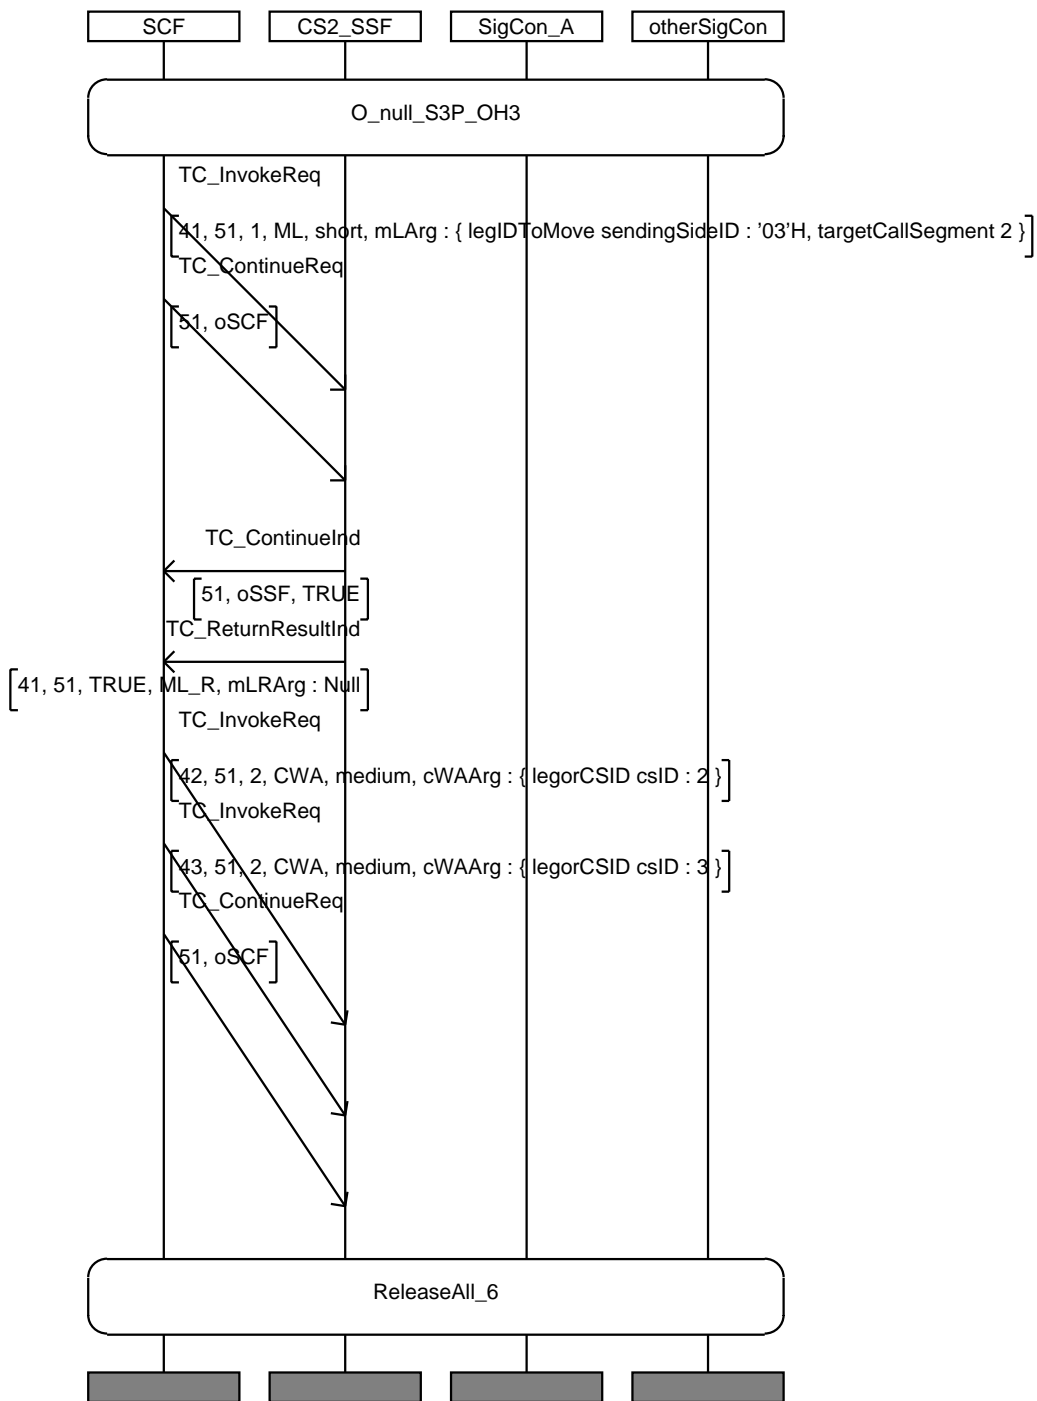 SCF CS2_SSF SigCon_A otherSigCon
O_null_S3P_OH3
TC_InvokeReq
41, 51, 1, ML, short, mLArg : { legIDToMove sendingSideID : '03'H, targetCallSegment 2 }
TC_ContinueReq
51, oSCF
TC_ContinueInd
51, oSSF, TRUE
TC_ReturnResultInd
41, 51, TRUE, ML_R, mLRArg : Null
TC_InvokeReq
42, 51, 2, CWA, medium, cWAArg : { legorCSID csID : 2 }
TC_InvokeReq
43, 51, 2, CWA, medium, cWAArg : { legorCSID csID : 3 }
TC_ContinueReq
51, oSCF
ReleaseAll_6